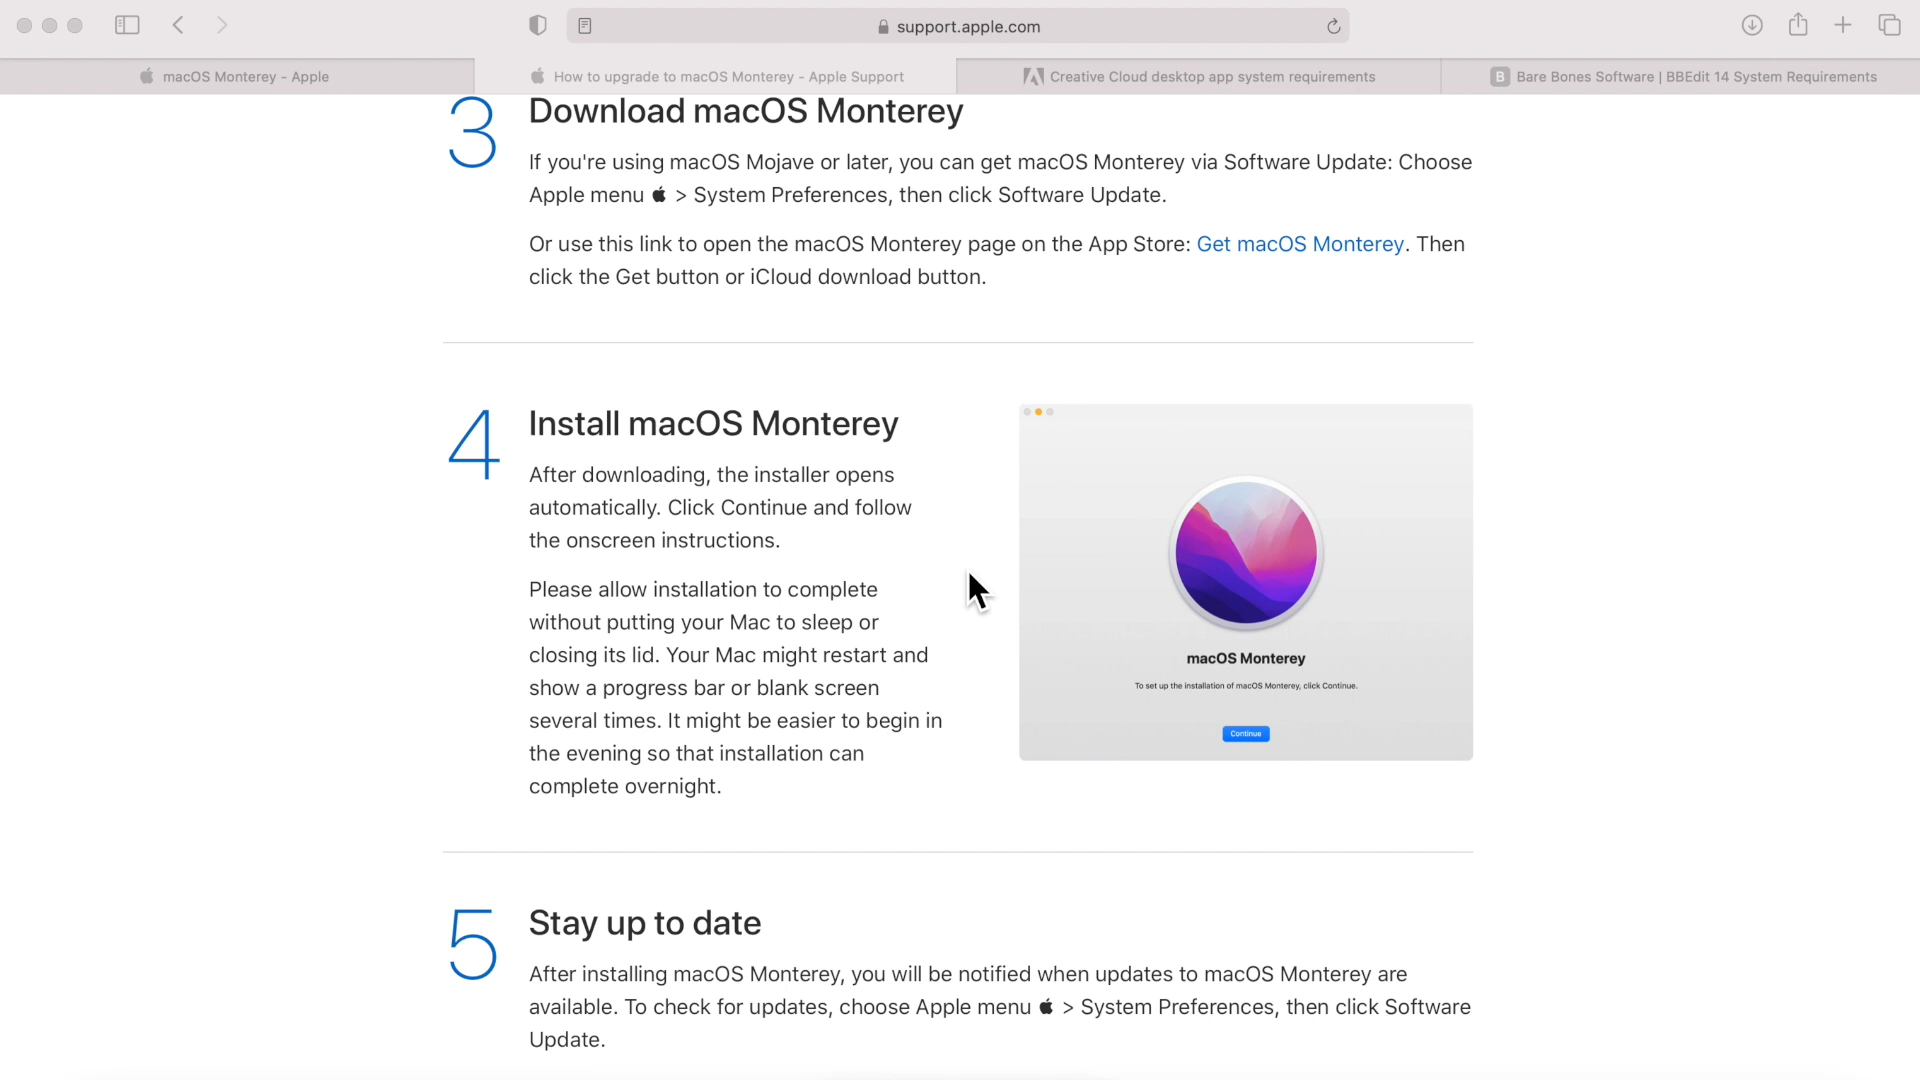 support.apple.com
macOS Monterey - Apple
How to upgrade to macOS Monterey - Apple Support
Creative Cloud desktop app system requirements
B Bare Bones Software | BBEdit 14 System Requirements
3 Download macOS Monterey
If you're using macOS Mojave or later, you can get macOS Monterey via Software Update: Choose
Apple menu > System Preferences, then click Software Update.
Or use this link to open the macOS Monterey page on the App Store: Get macOS Monterey. Then
click the Get button or iCloud download button.
4 Install macOS Monterey
After downloading, the installer opens
automatically. Click Continue and follow
the onscreen instructions.
Please allow installation to complete
without putting your Mac to sleep or
closing its lid. Your Mac might restart and
show a progress bar or blank screen
several times. It might be easier to begin in
the evening so that installation can
complete overnight.
macOS Monterey
To set up the installation of macOS Monterey, click Continue.
Continue
5 Stay up to date
After installing macOS Monterey, you will be notified when updates to macOS Monterey are
available. To check for updates, choose Apple menu > System Preferences, then click Software
Update.